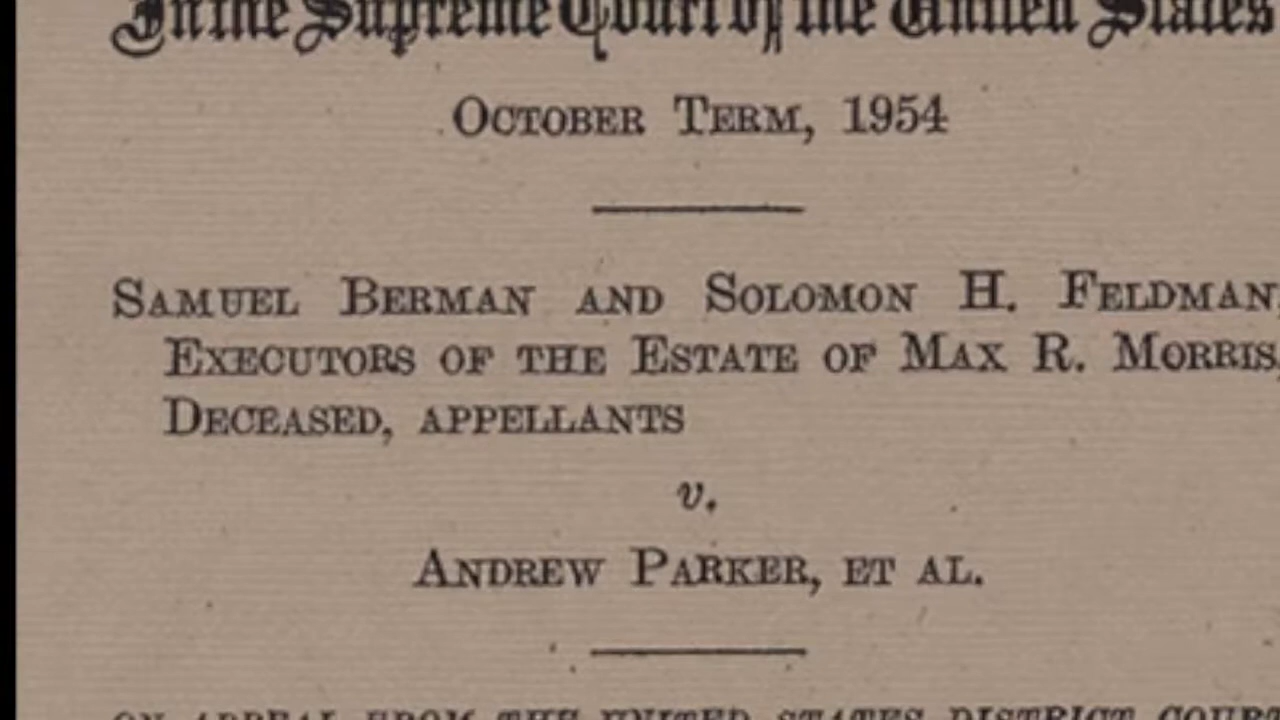 In the Supreme Court of the United States
October Term, 1954
Samuel Berman and Solomon H. Feldman
Executors of the Estate of Max R. Morris,
Deceased, appellants
v.
Andrew Parker, et al.
ON APPEAL FROM THE UNITED STATES DISTRICT COURT